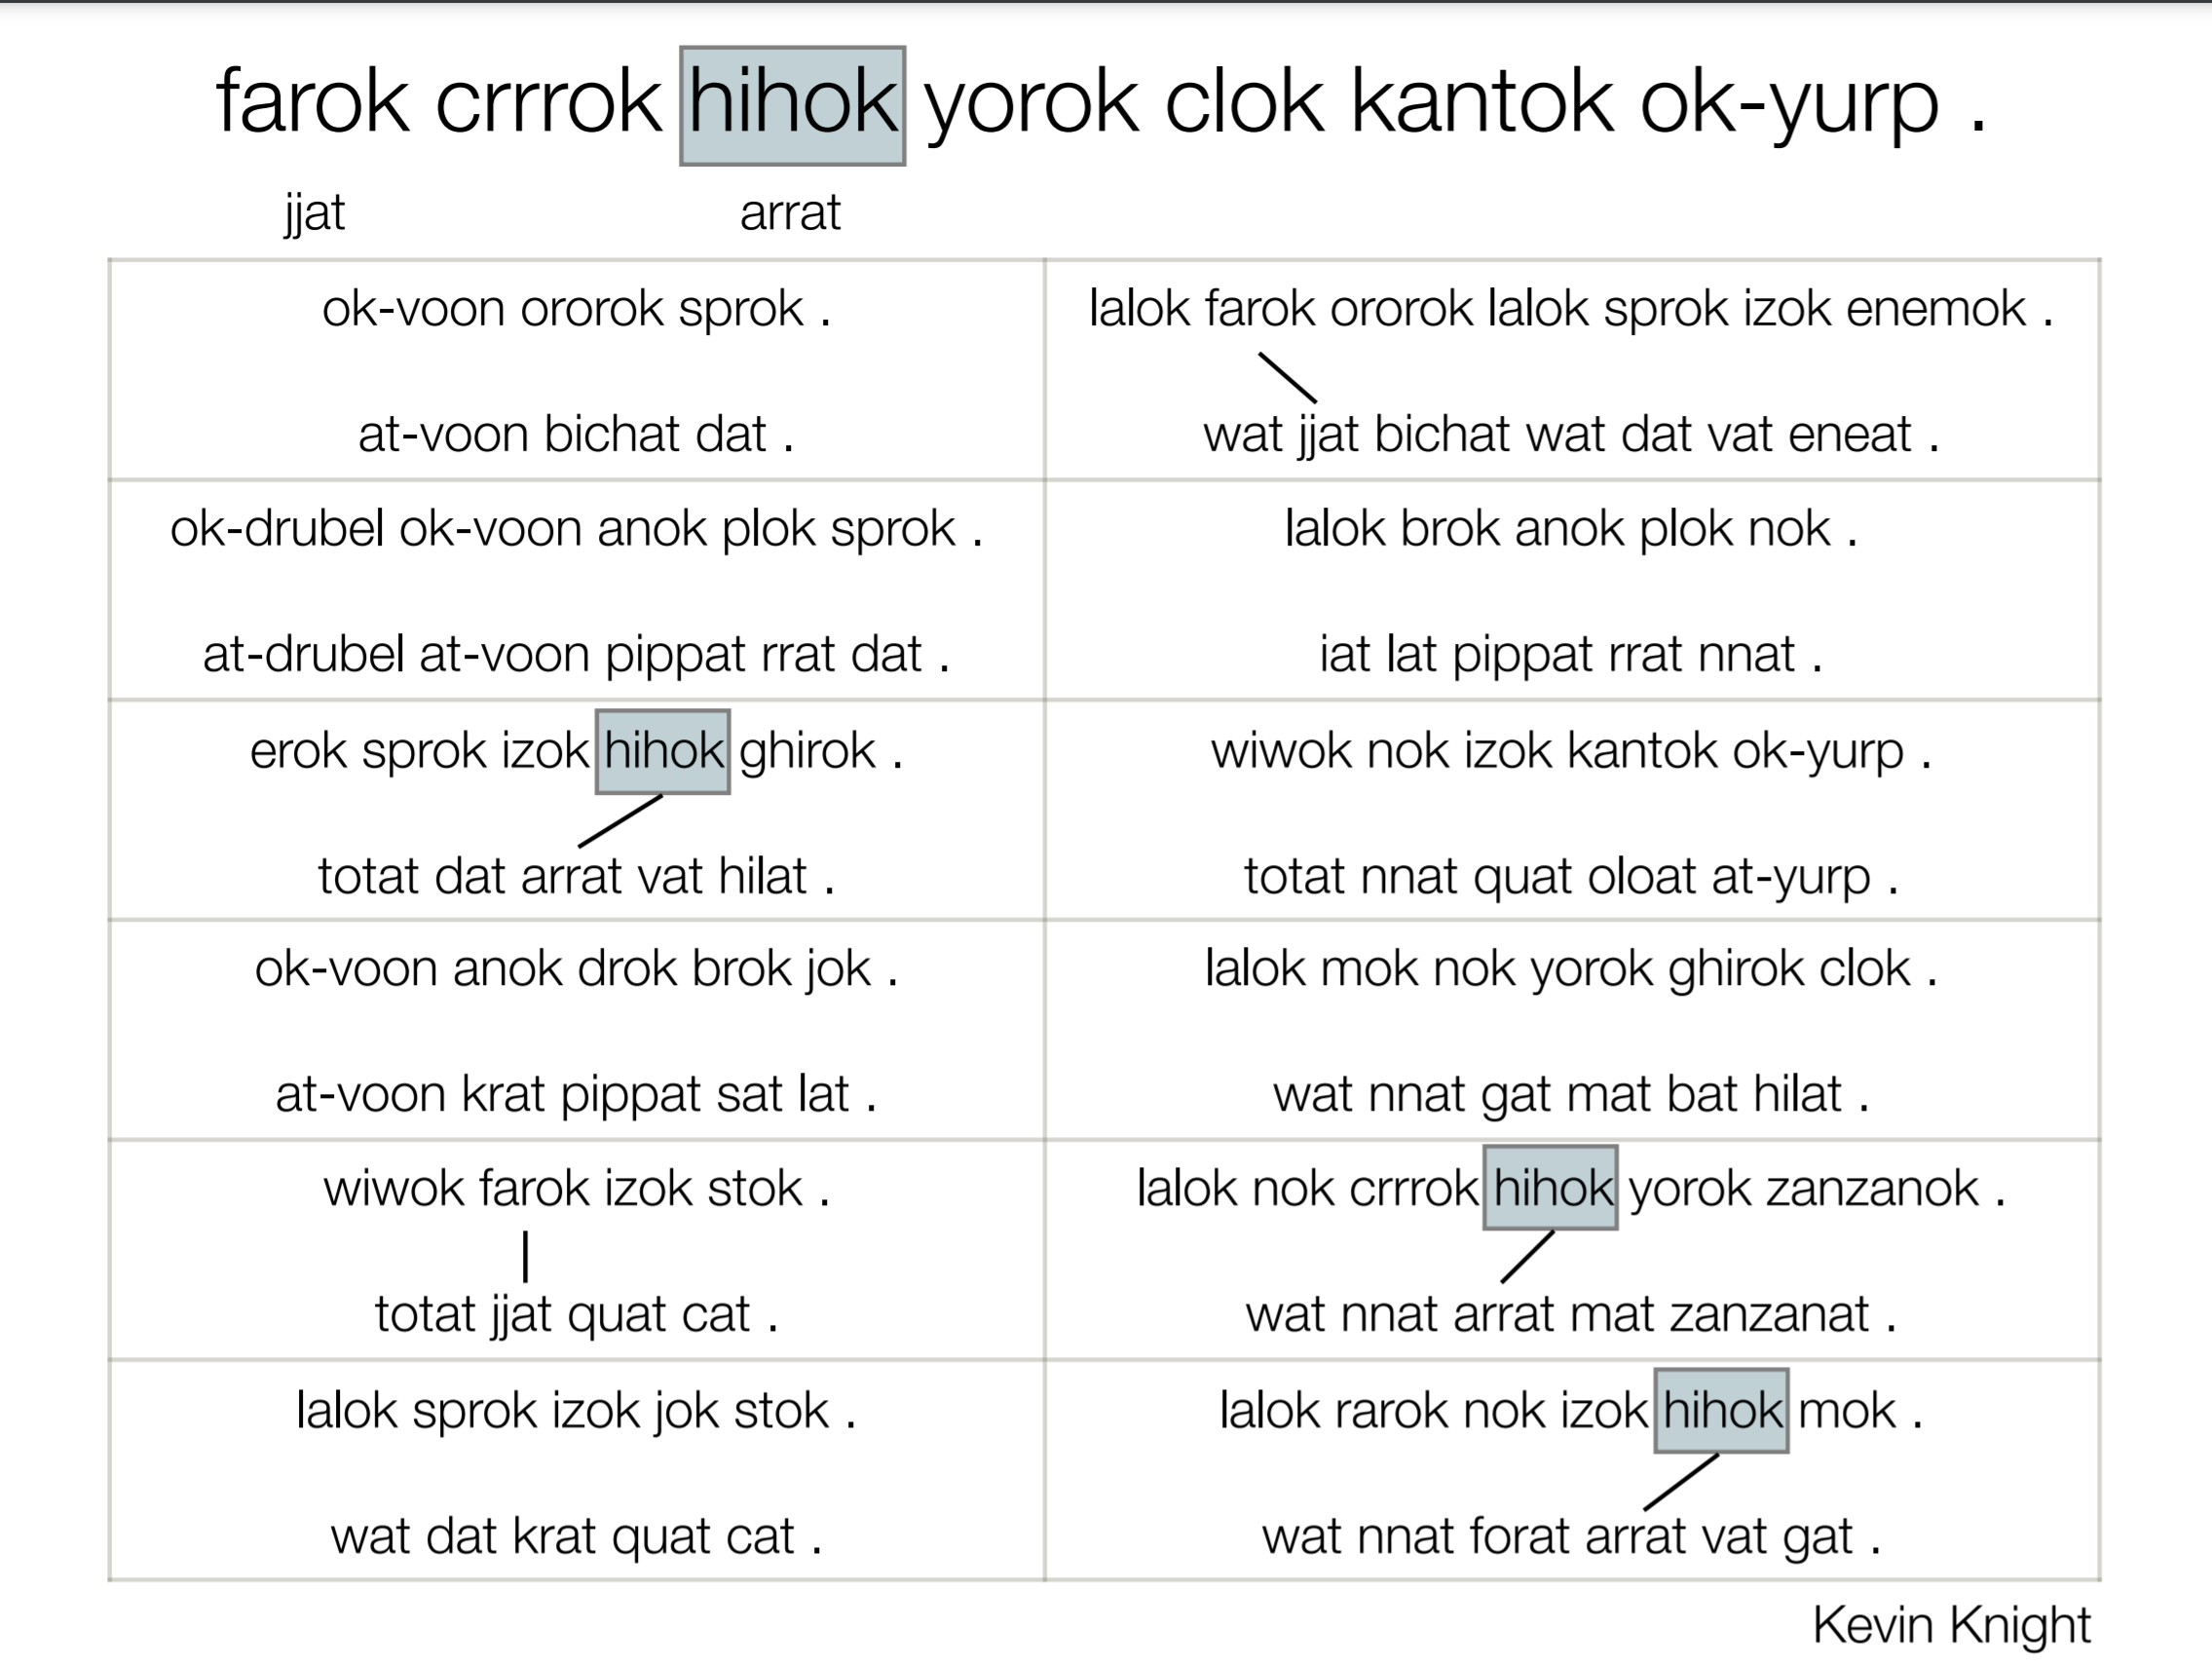 farok crrrok hihok yorok clok kantok ok-yurp .
jjat arrat
ok-voon ororok sprok .
at-voon bichat dat .
lalok farok ororok lalok sprok izok enemok .
wat jjat bichat wat dat vat eneat .
ok-drubel ok-voon anok plok sprok .
at-drubel at-voon pippat rrat dat .
lalok brok anok plok nok .
iat lat pippat rrat nnat .
erok sprok izok hihok ghirok .
totat dat arrat vat hilat .
wiwok nok izok kantok ok-yurp .
totat nnat quat oloat at-yurp .
ok-voon anok drok brok jok .
at-voon krat pippat sat lat .
lalok mok nok yorok ghirok clok .
wat nnat gat mat bat hilat .
wiwok farok izok stok .
totat jjat quat cat .
lalok nok crrrok hihok yorok zanzanok .
wat nnat arrat mat zanzanat .
lalok sprok izok jok stok .
wat dat krat quat cat .
lalok rarok nok izok hihok mok .
wat nnat forat arrat vat gat .
Kevin Knight